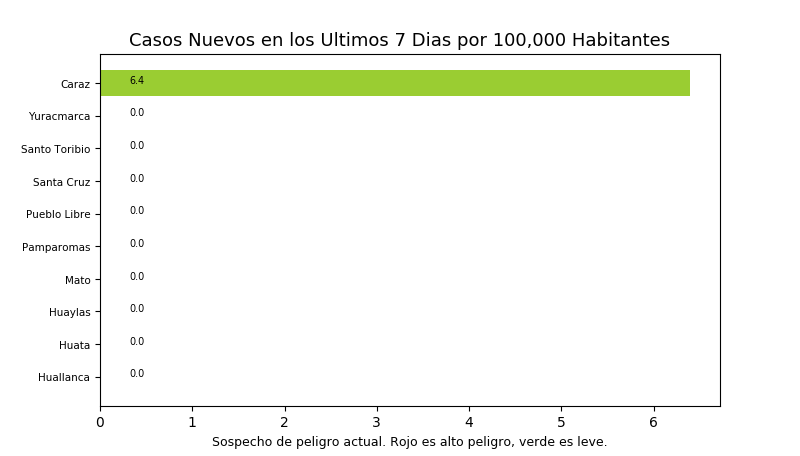 Casos Nuevos en los Ultimos 7 Dias por 100,000 Habitantes
Caraz 6.4
Yuracmarca 0.0
Santo Toribio 0.0
Santa Cruz 0.0
Pueblo Libre 0.0
Pamparomas 0.0
Mato 0.0
Huaylas 0.0
Huata 0.0
Huallanca 0.0
0 1 2 3 4 5 6
Sospecho de peligro actual. Rojo es alto peligro, verde es leve.